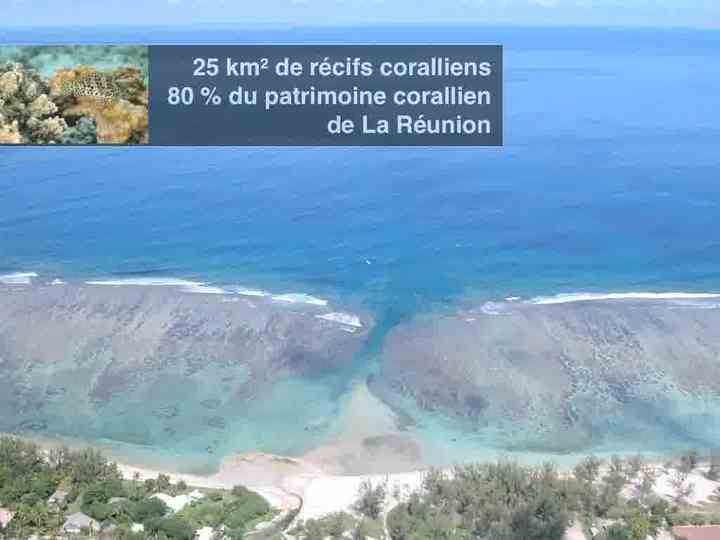 25 km² de récifs coralliens
80 % du patrimoine corallien
de La Réunion